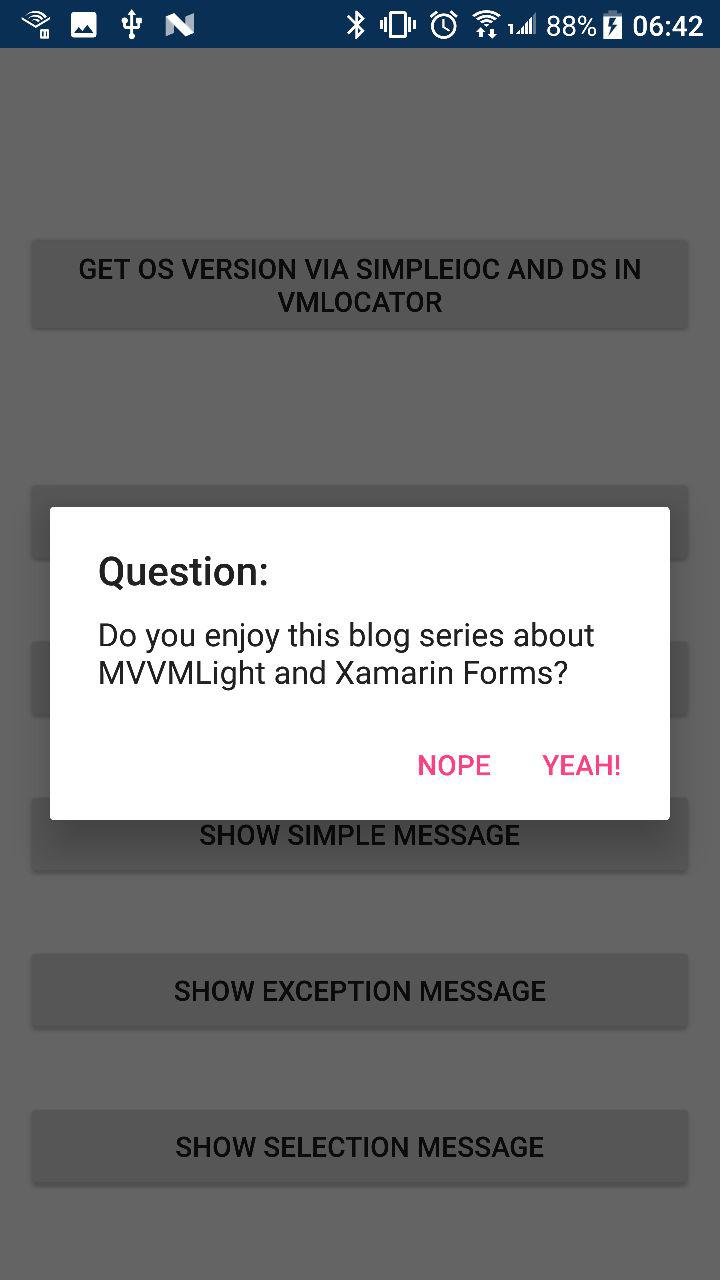 88% 06:42
GET OS VERSION VIA SIMPLEIOC AND DS IN
VMLOCATOR
Question:
Do you enjoy this blog series about
MVVMLight and Xamarin Forms?
NOPE YEAH!
SHOW SIMPLE MESSAGE
SHOW EXCEPTION MESSAGE
SHOW SELECTION MESSAGE